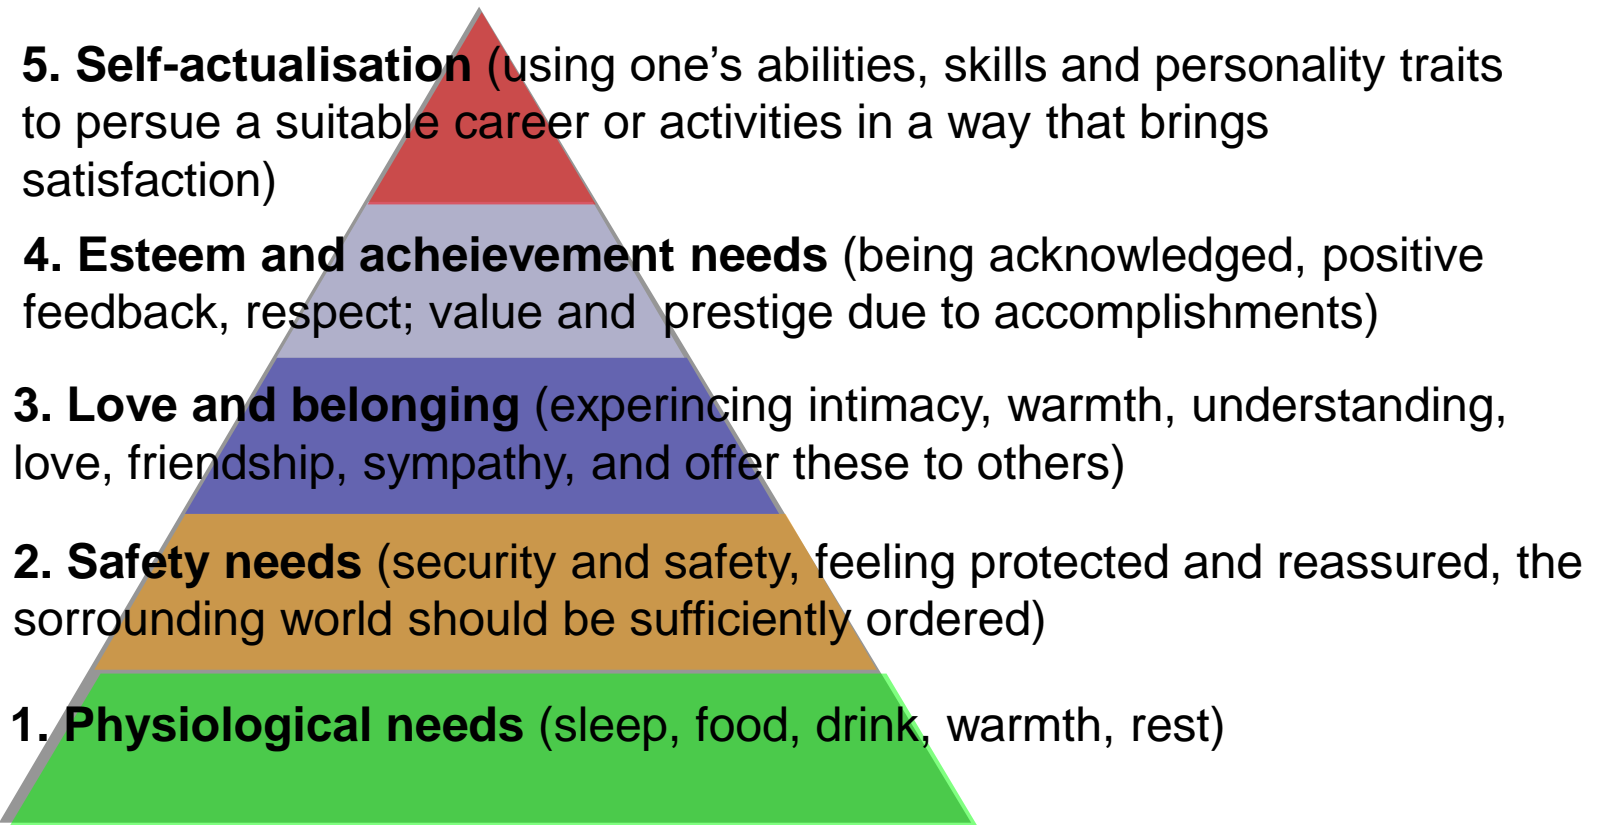 5. Self-actualisation (using one’s abilities, skills and personality traits
to persue a suitable career or activities in a way that brings
satisfaction)
4. Esteem and acheievement needs (being acknowledged, positive
feedback, respect; value and  prestige due to accomplishments)
3. Love and belonging (experincing intimacy, warmth, understanding,
love, friendship, sympathy, and offer these to others)
2. Safety needs (security and safety, feeling protected and reassured, the
sorrounding world should be sufficiently ordered)
1. Physiological needs (sleep, food, drink, warmth, rest)